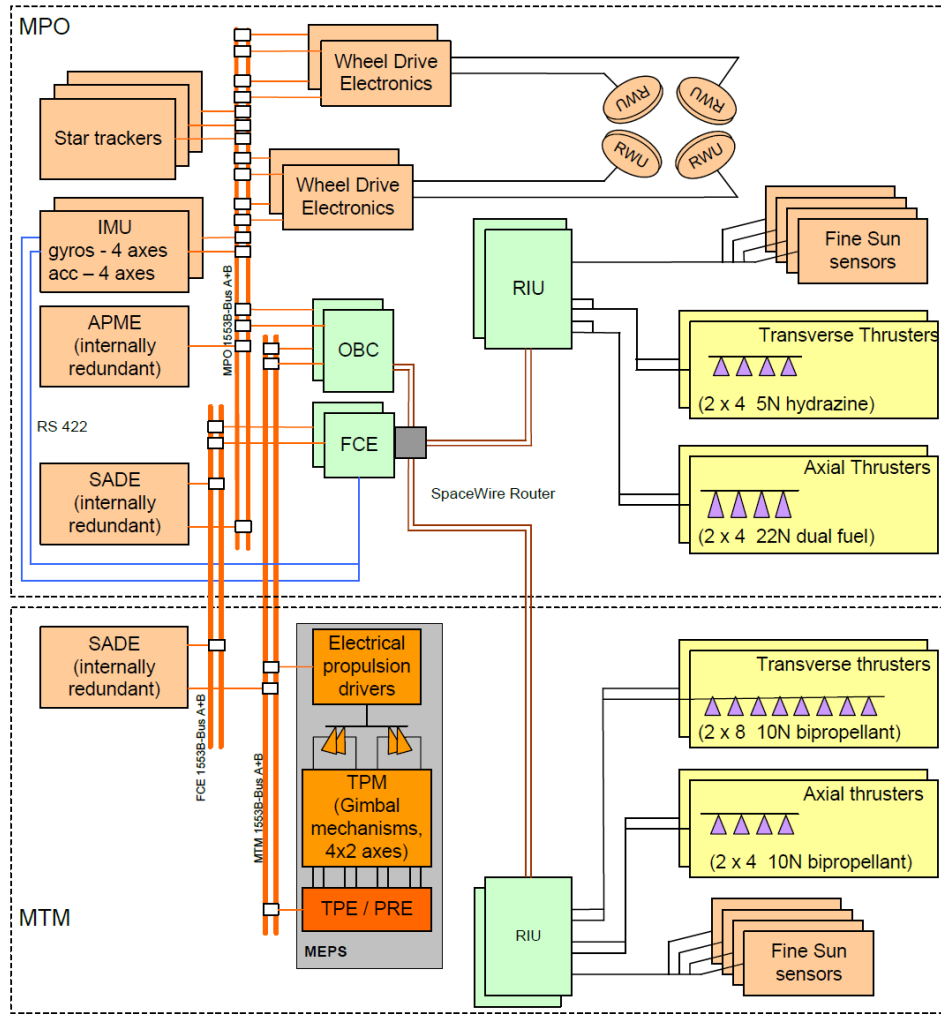 MPO
Wheel Drive
Electronics
RWU
RWU
RWU
RWU
Star trackers
Wheel Drive
Electronics
IMU
gyros - 4 axes
acc – 4 axes
MPO 1553B-Bus A+B
RIU
Fine Sun
sensors
APME
(internally
redundant)
OBC
Transverse Thrusters
(2 x 4  5N hydrazine)
RS 422
FCE
SpaceWire Router
Axial Thrusters
(2 x 4  22N dual fuel)
SADE
(internally
redundant)
SADE
(internally
redundant)
FCE 1553B-Bus A+B
MTM 1553B-Bus A+B
Electrical
propulsion
drivers
TPM
(Gimbal
mechanisms,
4x2 axes)
TPE / PRE
MEPS
Transverse thrusters
(2 x 8  10N bipropellant)
Axial thrusters
(2 x 4  10N bipropellant)
RIU
Fine Sun
sensors
MTM